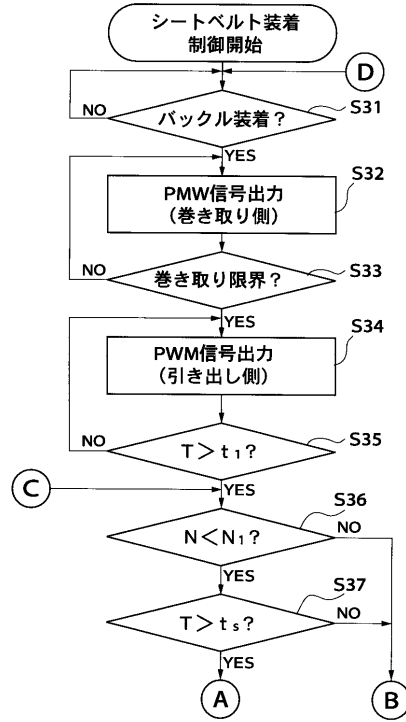 シートベルト装着
制御開始
D
バックル装着？
S31
NO
YES
S32
PMW信号出力
（巻き取り側）
NO
巻き取り限界？
S33
YES
S34
PWM信号出力
（引き出し側）
NO
T＞t₁？
S35
C
YES
S36
N＜N₁？
NO
YES
S37
T＞tₛ？
NO
YES
A
B